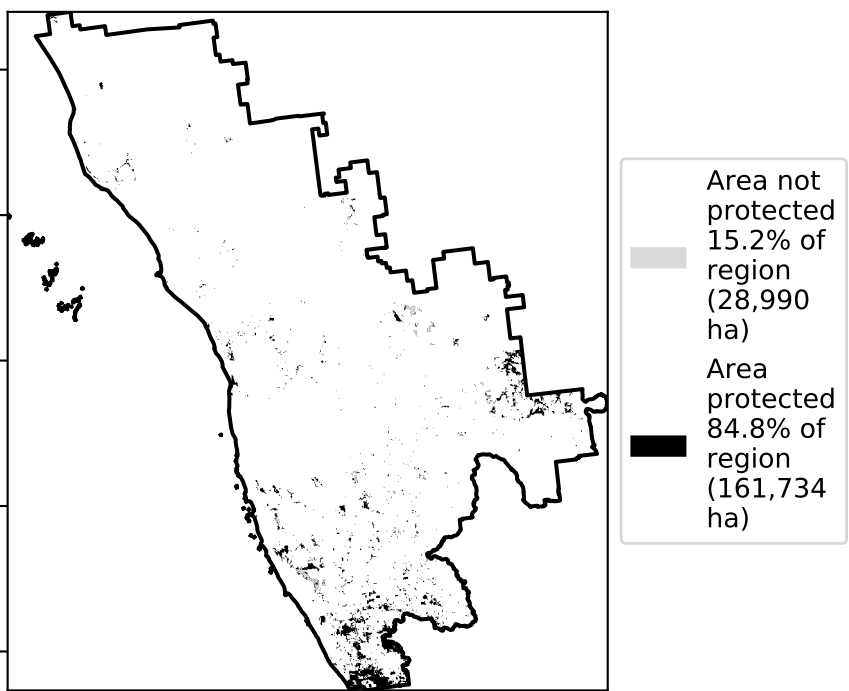 Area not
protected
15.2% of
region
(28,990
ha)
Area
protected
84.8% of
region
(161,734
ha)